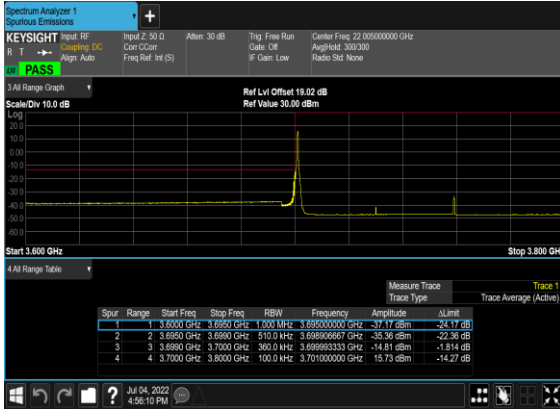 Spectrum Analyzer 1
Spurious Emissions
+
KEYSIGHT Input: RF Input Z: 50 Ω Atten: 30 dB Trig: Free Run Center Freq: 22.005000000 GHz
R T Coupling: DC Corr CCorr Gate: Off Avg|Hold: 300/300
Align: Auto Freq Ref: Int (S) IF Gain: Low Radio Std: None
PASS
3 All Range Graph
Ref Lvl Offset 19.02 dB
Scale/Div 10.0 dB Ref Value 30.00 dBm
Log
20.0
10.0
0.00
-10.0
-20.0
-30.0
-40.0
-50.0
-60.0
Start 3.600 GHz Stop 3.800 GH
4 All Range Table
Measure Trace Trace 1
Trace Type Trace Average (Active)
Spur Range Start Freq Stop Freq RBW Frequency Amplitude ΔLimit
1 1 3.6000 GHz 3.6950 GHz 1.000 MHz 3.695000000 GHz -37.17 dBm -24.17 dB
2 2 3.6950 GHz 3.6990 GHz 510.0 kHz 3.698906667 GHz -35.36 dBm -22.36 dB
3 3 3.6990 GHz 3.7000 GHz 360.0 kHz 3.699993333 GHz -14.81 dBm -1.814 dB
4 4 3.7000 GHz 3.8000 GHz 100.0 kHz 3.701000000 GHz 15.73 dBm -14.27 dB
? Jul 04, 2022
4:56:10 PM